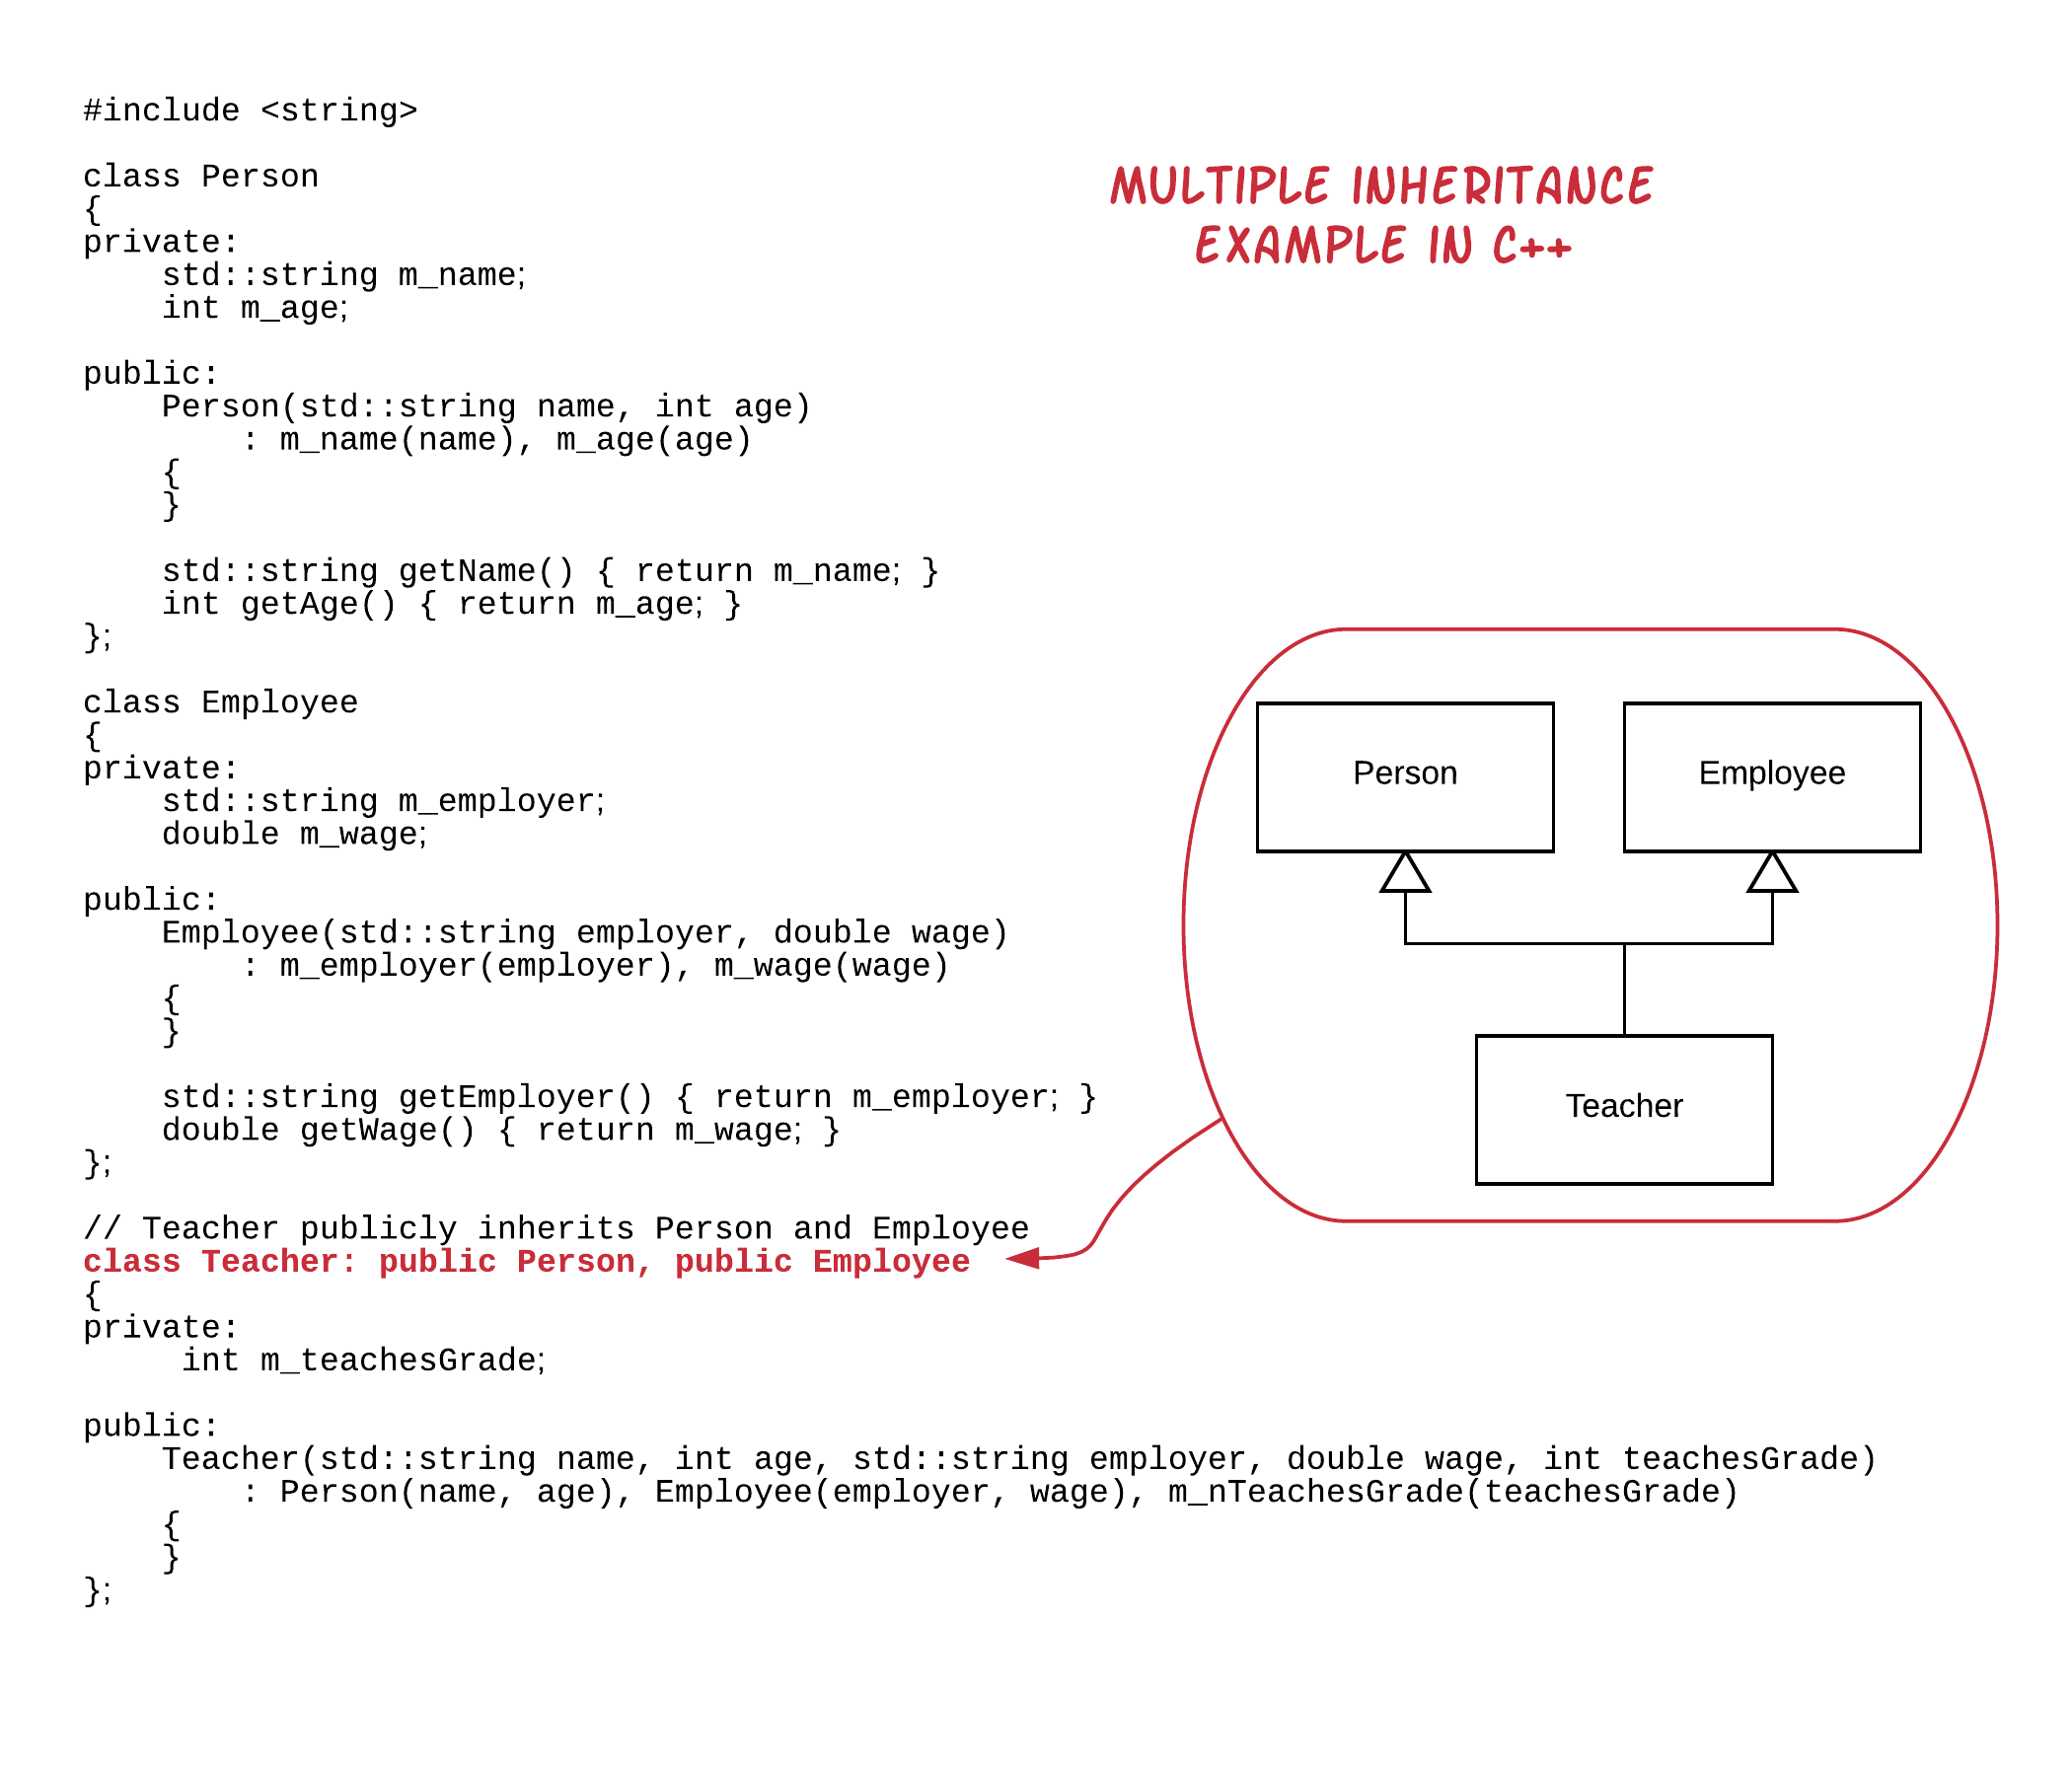 #include <string>
MULTIPLE INHERITANCE
EXAMPLE IN C++
class Person
{
private:
    std::string m_name;
    int m_age;
public:
    Person(std::string name, int age)
        : m_name(name), m_age(age)
    {
    }
    std::string getName() { return m_name; }
    int getAge() { return m_age; }
};
class Employee
{
private:
    std::string m_employer;
    double m_wage;
public:
    Employee(std::string employer, double wage)
        : m_employer(employer), m_wage(wage)
    {
    }
    std::string getEmployer() { return m_employer; }
    double getWage() { return m_wage; }
};
// Teacher publicly inherits Person and Employee
class Teacher: public Person, public Employee
{
private:
     int m_teachesGrade;
public:
    Teacher(std::string name, int age, std::string employer, double wage, int teachesGrade)
        : Person(name, age), Employee(employer, wage), m_nTeachesGrade(teachesGrade)
    {
    }
};
Person
Employee
Teacher